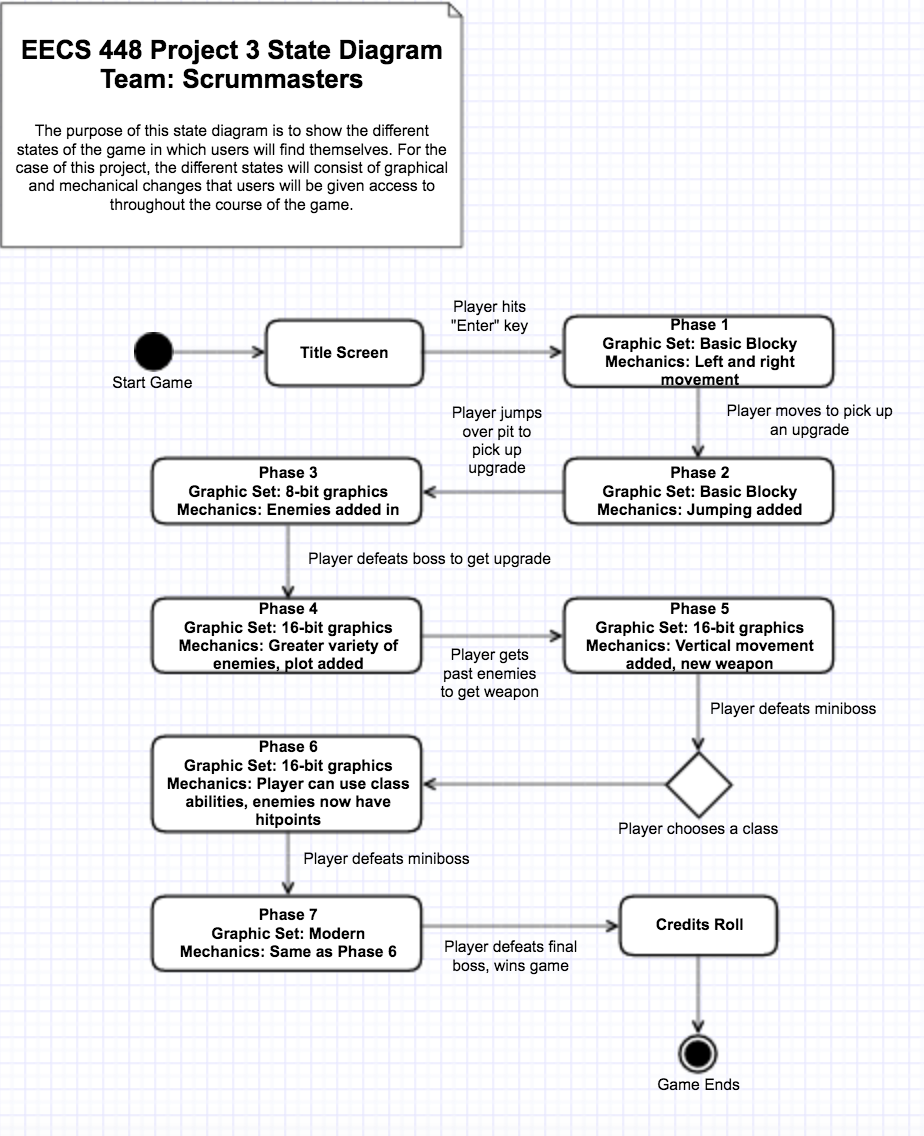 EECS 448 Project 3 State Diagram
Team: Scrummasters
The purpose of this state diagram is to show the different
states of the game in which users will find themselves. For the
case of this project, the different states will consist of graphical
and mechanical changes that users will be given access to
throughout the course of the game.
Start Game
Title Screen
Player hits
"Enter" key
Phase 1
Graphic Set: Basic Blocky
Mechanics: Left and right
movement
Player moves to pick up
an upgrade
Phase 2
Graphic Set: Basic Blocky
Mechanics: Jumping added
Player jumps
over pit to
pick up
upgrade
Phase 3
Graphic Set: 8-bit graphics
Mechanics: Enemies added in
Player defeats boss to get upgrade
Phase 4
Graphic Set: 16-bit graphics
Mechanics: Greater variety of
enemies, plot added
Player gets
past enemies
to get weapon
Phase 5
Graphic Set: 16-bit graphics
Mechanics: Vertical movement
added, new weapon
Player defeats miniboss
Player chooses a class
Phase 6
Graphic Set: 16-bit graphics
Mechanics: Player can use class
abilities, enemies now have
hitpoints
Player defeats miniboss
Phase 7
Graphic Set: Modern
Mechanics: Same as Phase 6
Player defeats final
boss, wins game
Credits Roll
Game Ends